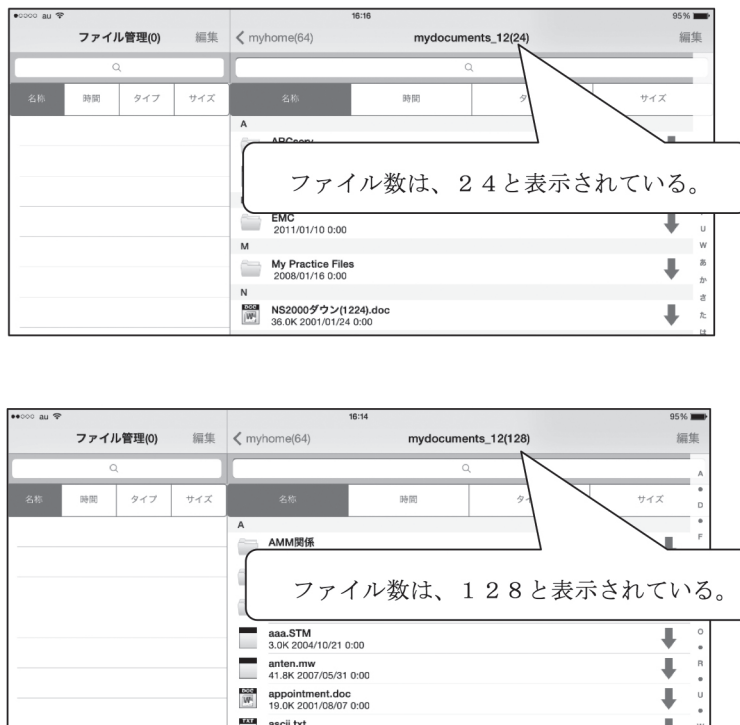 au 16:16 95%
ファイル管理(0) 編集 myhome(64) mydocuments_12(24) 編集
名称 時間 タイプ サイズ 名称 時間 サイズ
A
ファイル数は、２４と表示されている。
EMC
2011/01/10 0:00
U
M
W
My Practice Files
2008/01/16 0:00
あ
か
N
さ
NS2000ダウン(1224).doc
36.0K 2001/01/24 0:00
た
は
au 16:14 95%
ファイル管理(0) 編集 myhome(64) mydocuments_12(128) 編集
A
名称 時間 タイプ サイズ 名称 時間 サイズ
D
A
F
AMM関係
ファイル数は、１２８と表示されている。
aaa.STM
3.0K 2004/10/21 0:00
O
anten.mw
41.8K 2007/05/31 0:00
R
appointment.doc
19.0K 2001/08/07 0:00
U
ascii.txt